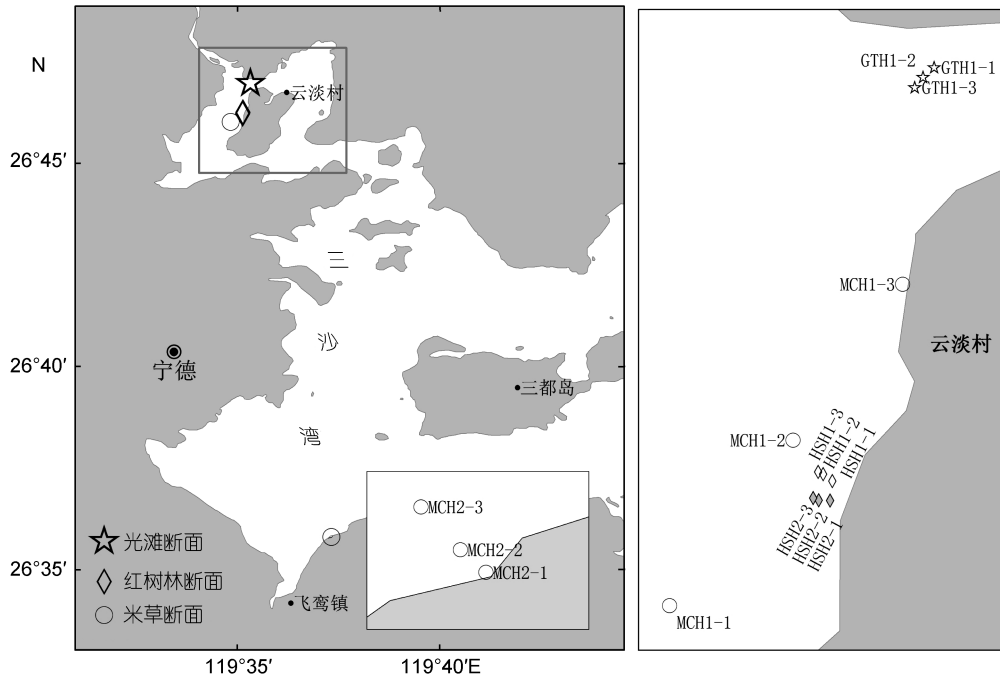 N
云淡村
26°45′
三
沙
26°40′
宁德
三都岛
湾
MCH2-3
MCH2-2
MCH2-1
光滩断面
红树林断面
米草断面
26°35′
飞鸾镇
119°35′
119°40′E
GTH1-2
GTH1-1
GTH1-3
MCH1-3
云淡村
MCH1-2
HSH1-3
HSH1-2
HSH1-1
HSH2-3
HSH2-2
HSH2-1
MCH1-1